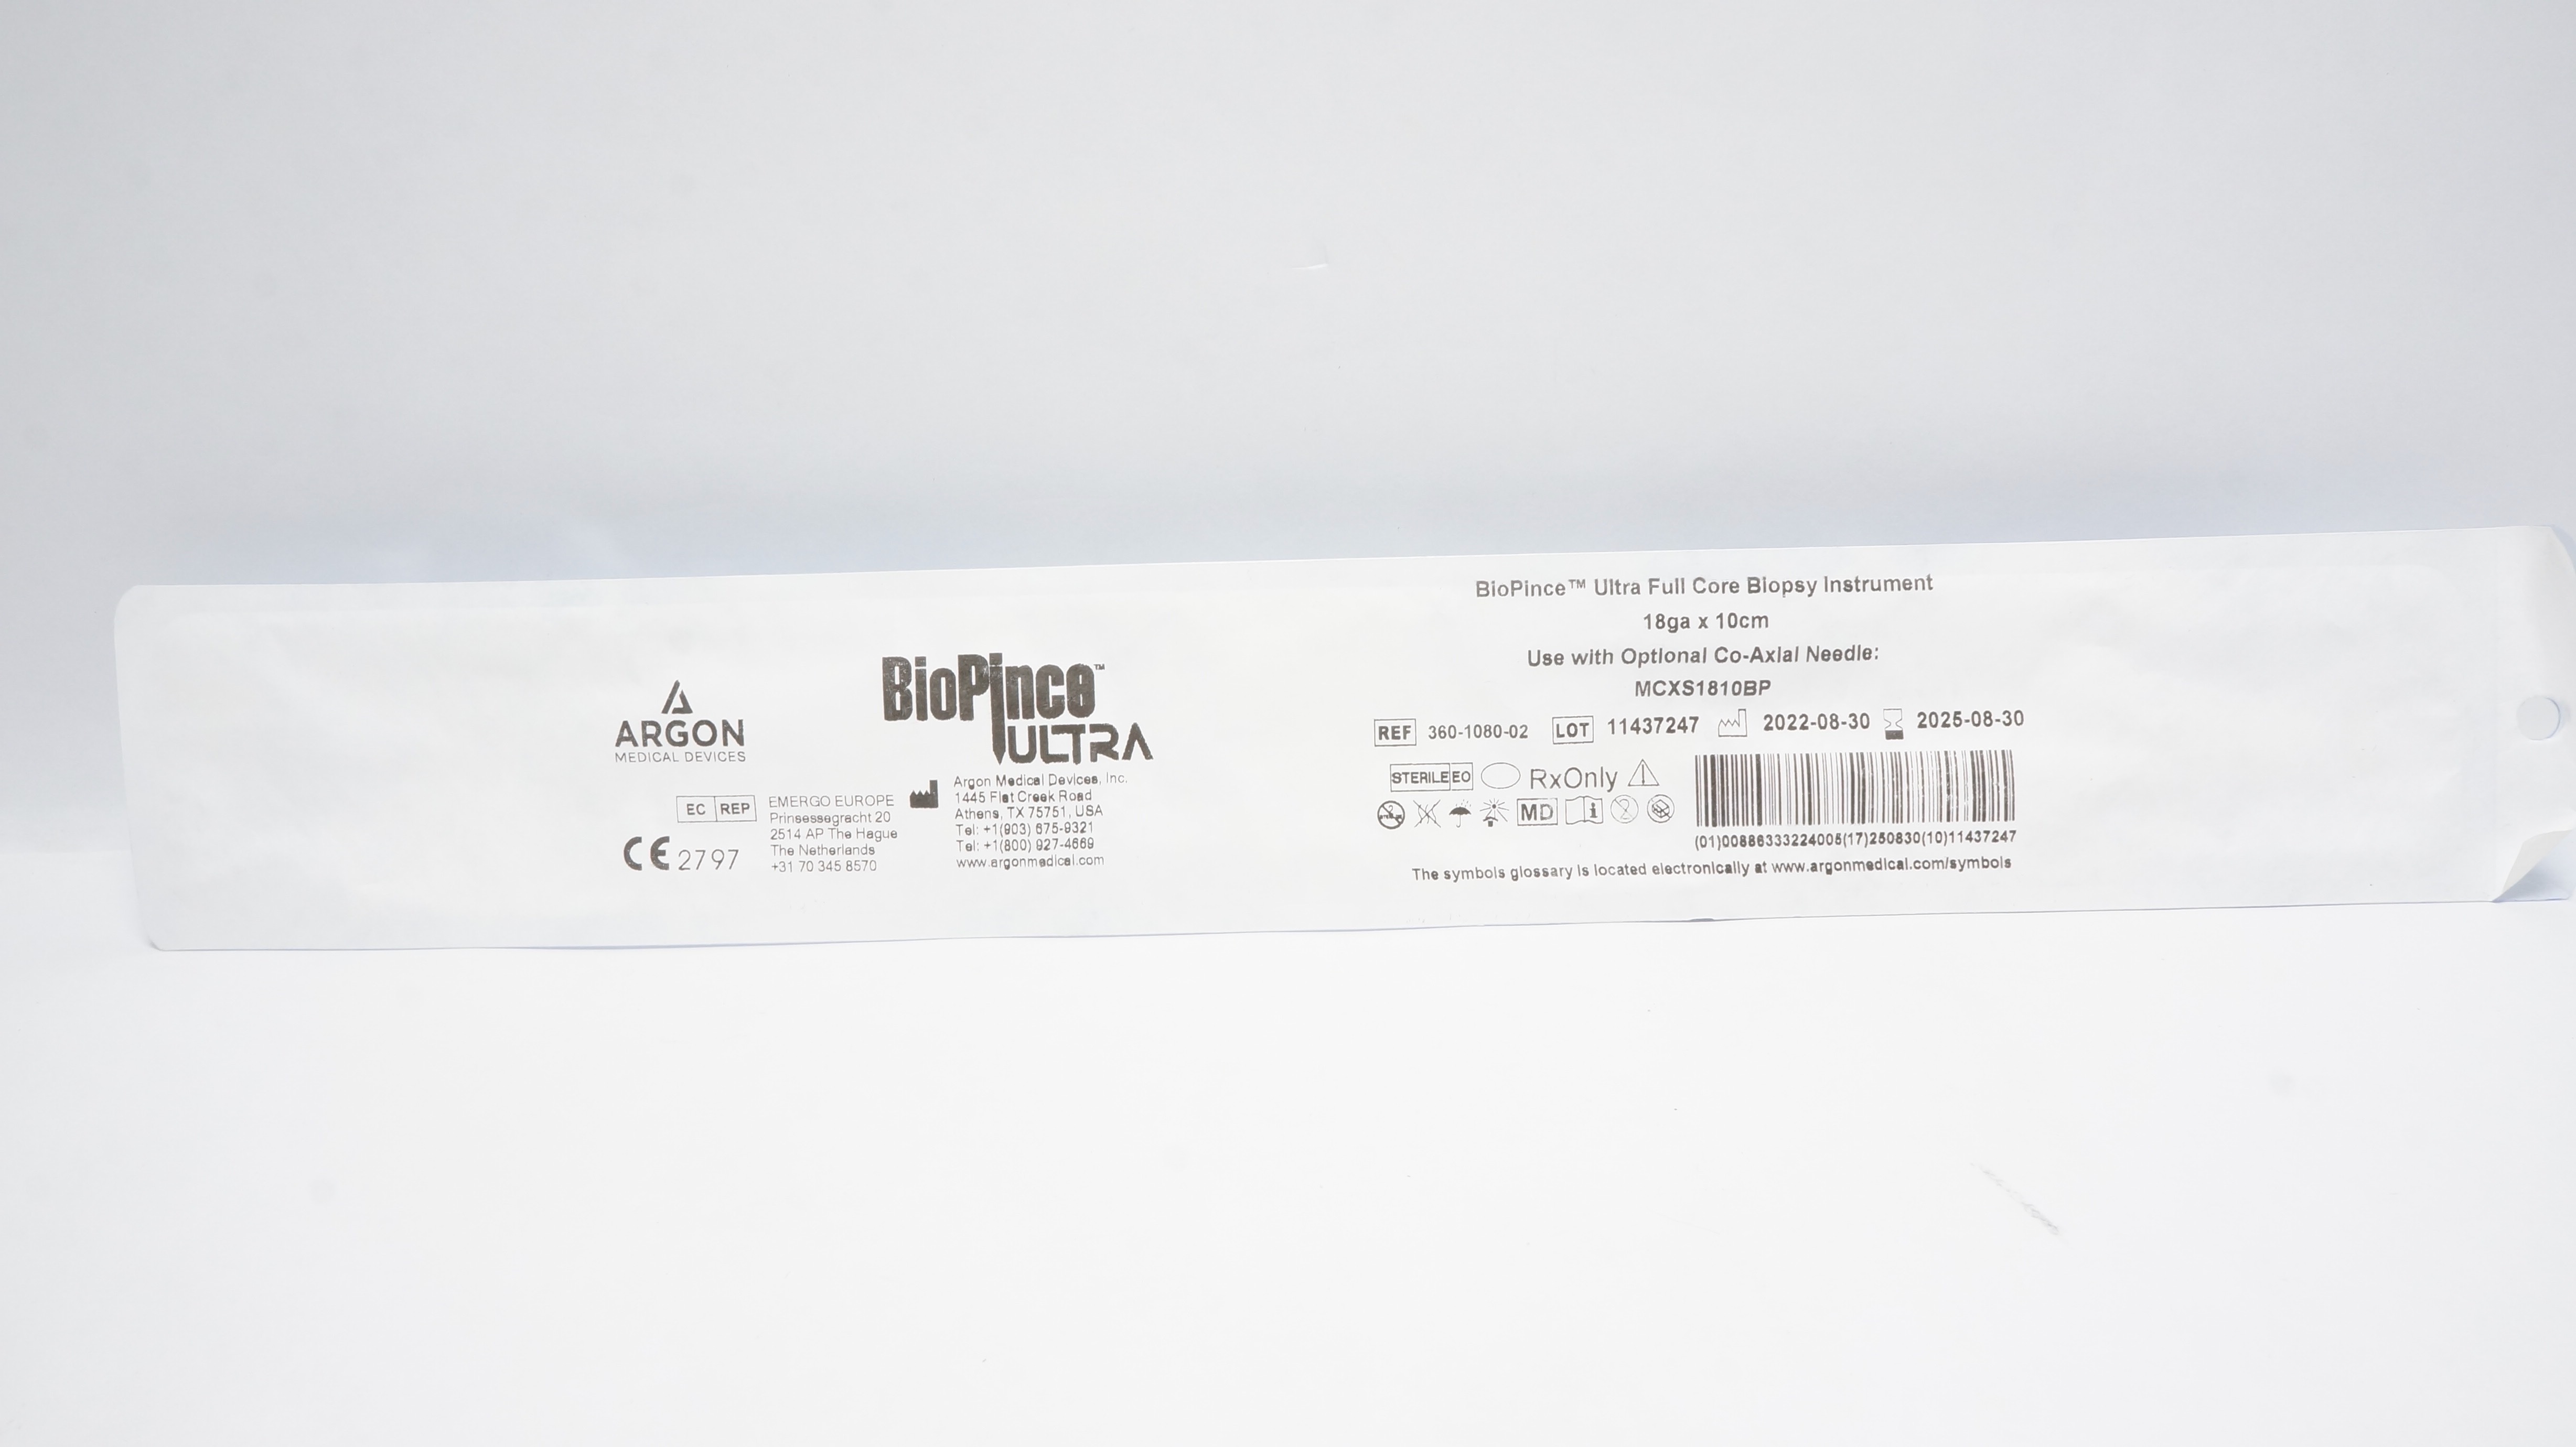 ARGON
MEDICAL DEVICES
EC REP
EMERGO EUROPE
Prinsessegracht 20
2514 AP The Hague
The Netherlands
+31 70 345 8570
CE 2797
BioPince™
ULTRA
Argon Medical Devices, Inc.
1445 Flat Creek Road
Athens, TX 75751, USA
Tel: +1(903) 675-9321
Tel: +1(800) 927-4669
www.argonmedical.com
BioPince™ Ultra Full Core Biopsy Instrument
18ga x 10cm
Use with Optional Co-Axial Needle:
MCXS1810BP
REF 360-1080-02 LOT 11437247 2022-08-30 2025-08-30
STERILE EO RxOnly
MD
(01)00886333224005(17)250830(10)11437247
The symbols glossary is located electronically at www.argonmedical.com/symbols